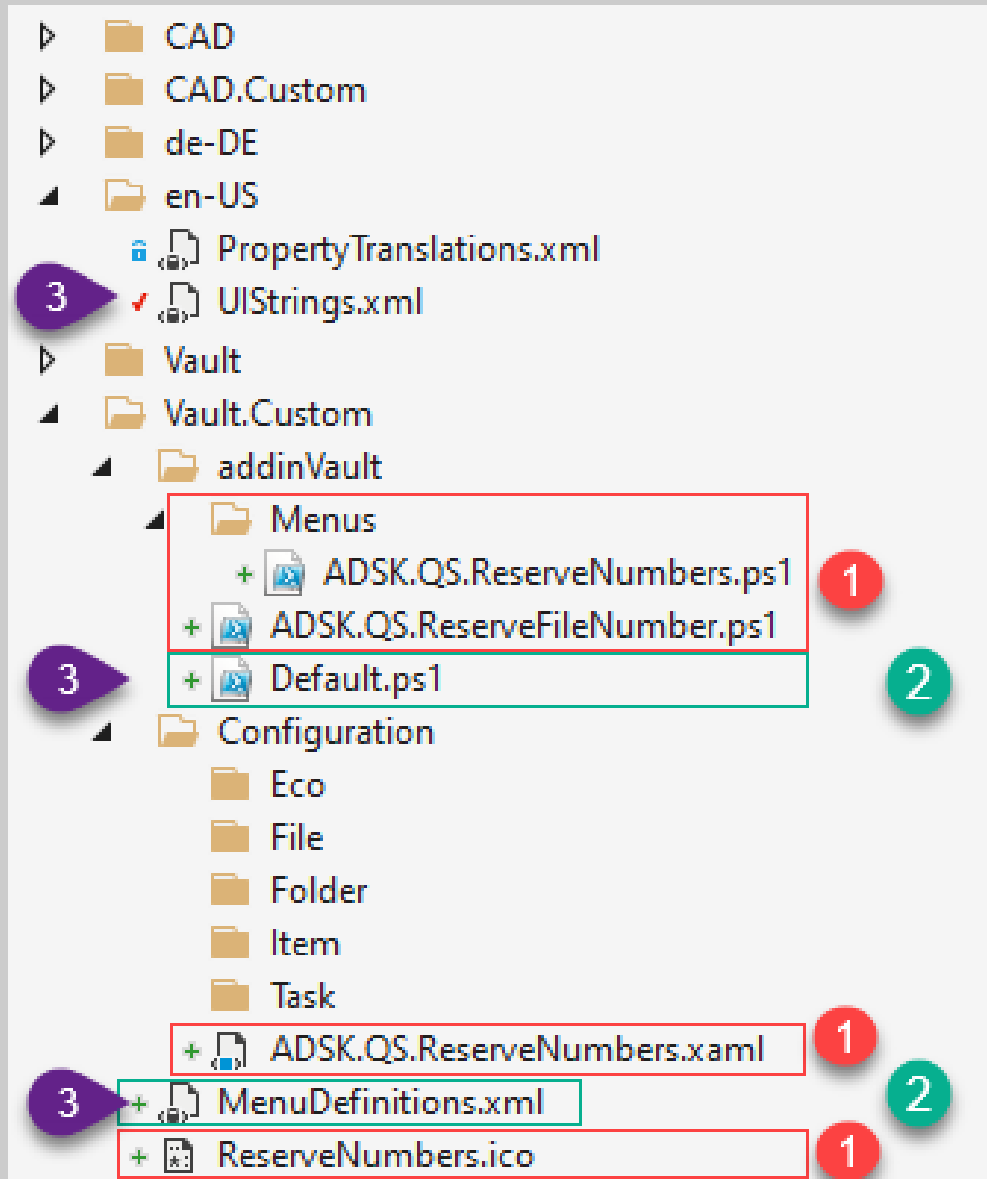 CAD
CAD.Custom
de-DE
en-US
PropertyTranslations.xml
3 UIStrings.xml
Vault
Vault.Custom
addinVault
Menus
ADSK.QS.ReserveNumbers.ps1 1
ADSK.QS.ReserveFileNumber.ps1
3 Default.ps1 2
Configuration
Eco
File
Folder
Item
Task
ADSK.QS.ReserveNumbers.xaml 1
3 MenuDefinitions.xml 2
ReserveNumbers.ico 1